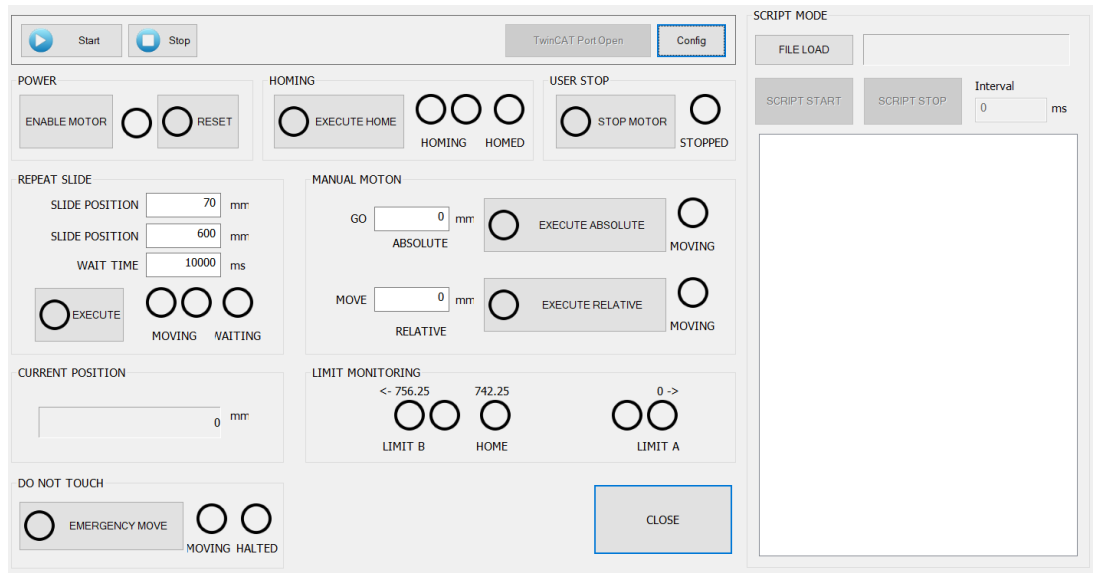 Start
Stop
TwinCAT Port Open
Config
POWER
ENABLE MOTOR
RESET
HOMING
EXECUTE HOME
HOMING
HOMED
USER STOP
STOP MOTOR
STOPPED
REPEAT SLIDE
SLIDE POSITION 70 mm
SLIDE POSITION 600 mm
WAIT TIME 10000 ms
EXECUTE
MOVING
WAITING
MANUAL MOTON
GO 0 mm
ABSOLUTE
EXECUTE ABSOLUTE
MOVING
MOVE 0 mm
RELATIVE
EXECUTE RELATIVE
MOVING
CURRENT POSITION
0 mm
LIMIT MONITORING
<- 756.25
742.25
0 ->
LIMIT B
HOME
LIMIT A
DO NOT TOUCH
EMERGENCY MOVE
MOVING
HALTED
CLOSE
SCRIPT MODE
FILE LOAD
SCRIPT START
SCRIPT STOP
Interval
0 ms